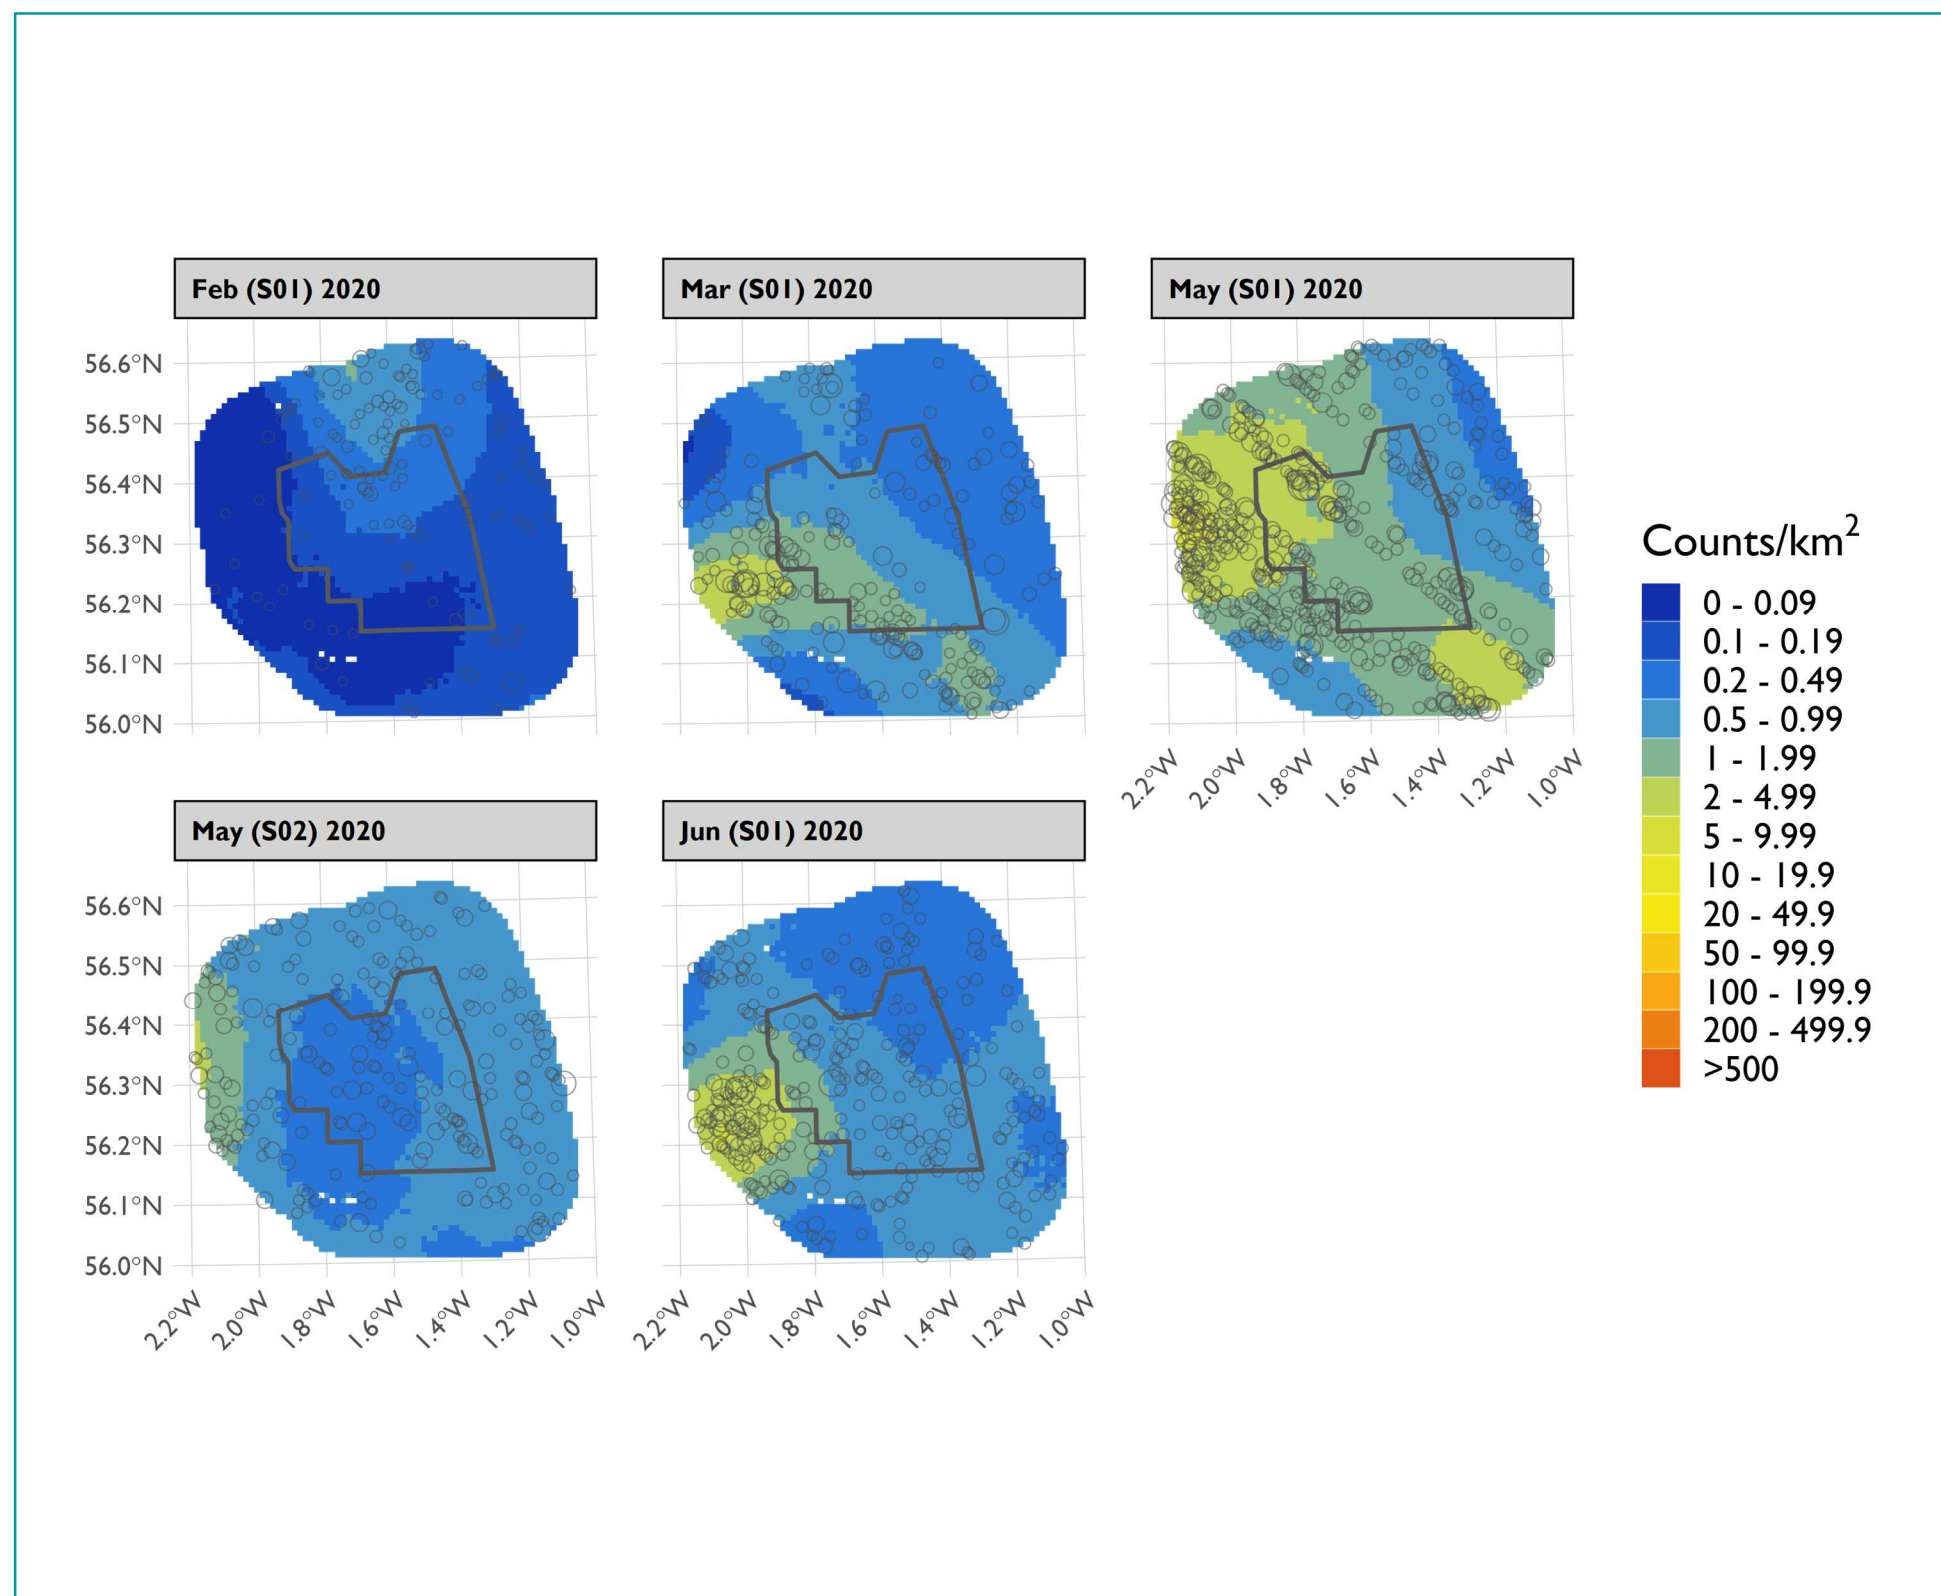 Feb (S01) 2020
Mar (S01) 2020
May (S01) 2020
56.6°N
56.5°N
56.4°N
56.3°N
56.2°N
56.1°N
56.0°N
2.2°W
2.0°W
1.8°W
1.6°W
1.4°W
1.2°W
1.0°W
May (S02) 2020
Jun (S01) 2020
56.6°N
56.5°N
56.4°N
56.3°N
56.2°N
56.1°N
56.0°N
2.2°W
2.0°W
1.8°W
1.6°W
1.4°W
1.2°W
1.0°W
2.2°W
2.0°W
1.8°W
1.6°W
1.4°W
1.2°W
1.0°W
Counts/km²
0 - 0.09
0.1 - 0.19
0.2 - 0.49
0.5 - 0.99
1 - 1.99
2 - 4.99
5 - 9.99
10 - 19.9
20 - 49.9
50 - 99.9
100 - 199.9
200 - 499.9
>500